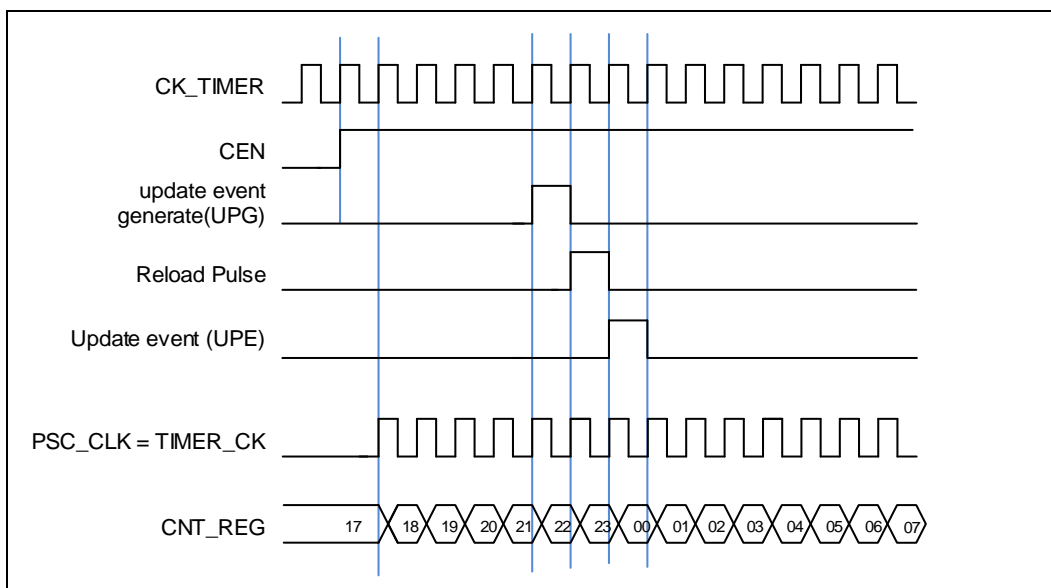 CK_TIMER
CEN
update event
generate(UPG)
Reload Pulse
Update event (UPE)
PSC_CLK = TIMER_CK
CNT_REG 17 18 19 20 21 22 23 00 01 02 03 04 05 06 07